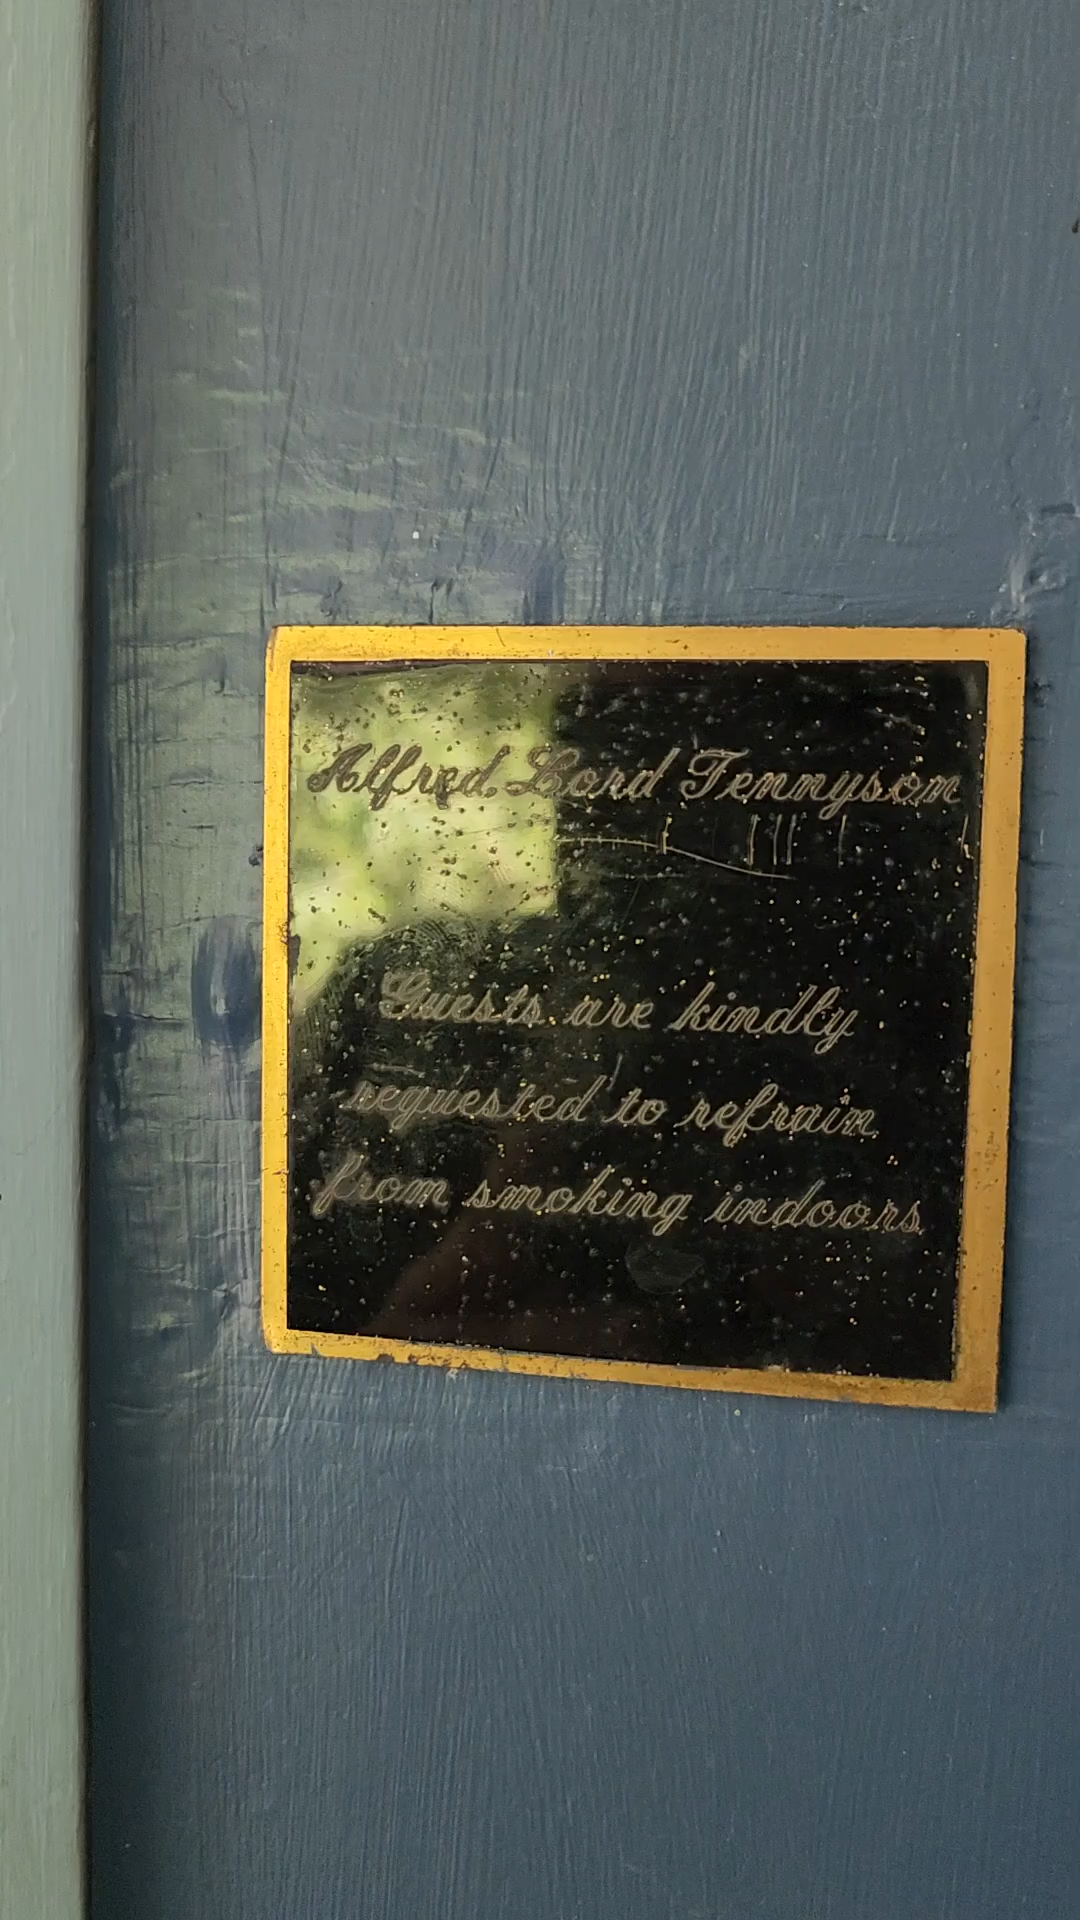 Alfred Lord Tennyson
Guests are kindly
requested to refrain
from smoking indoors